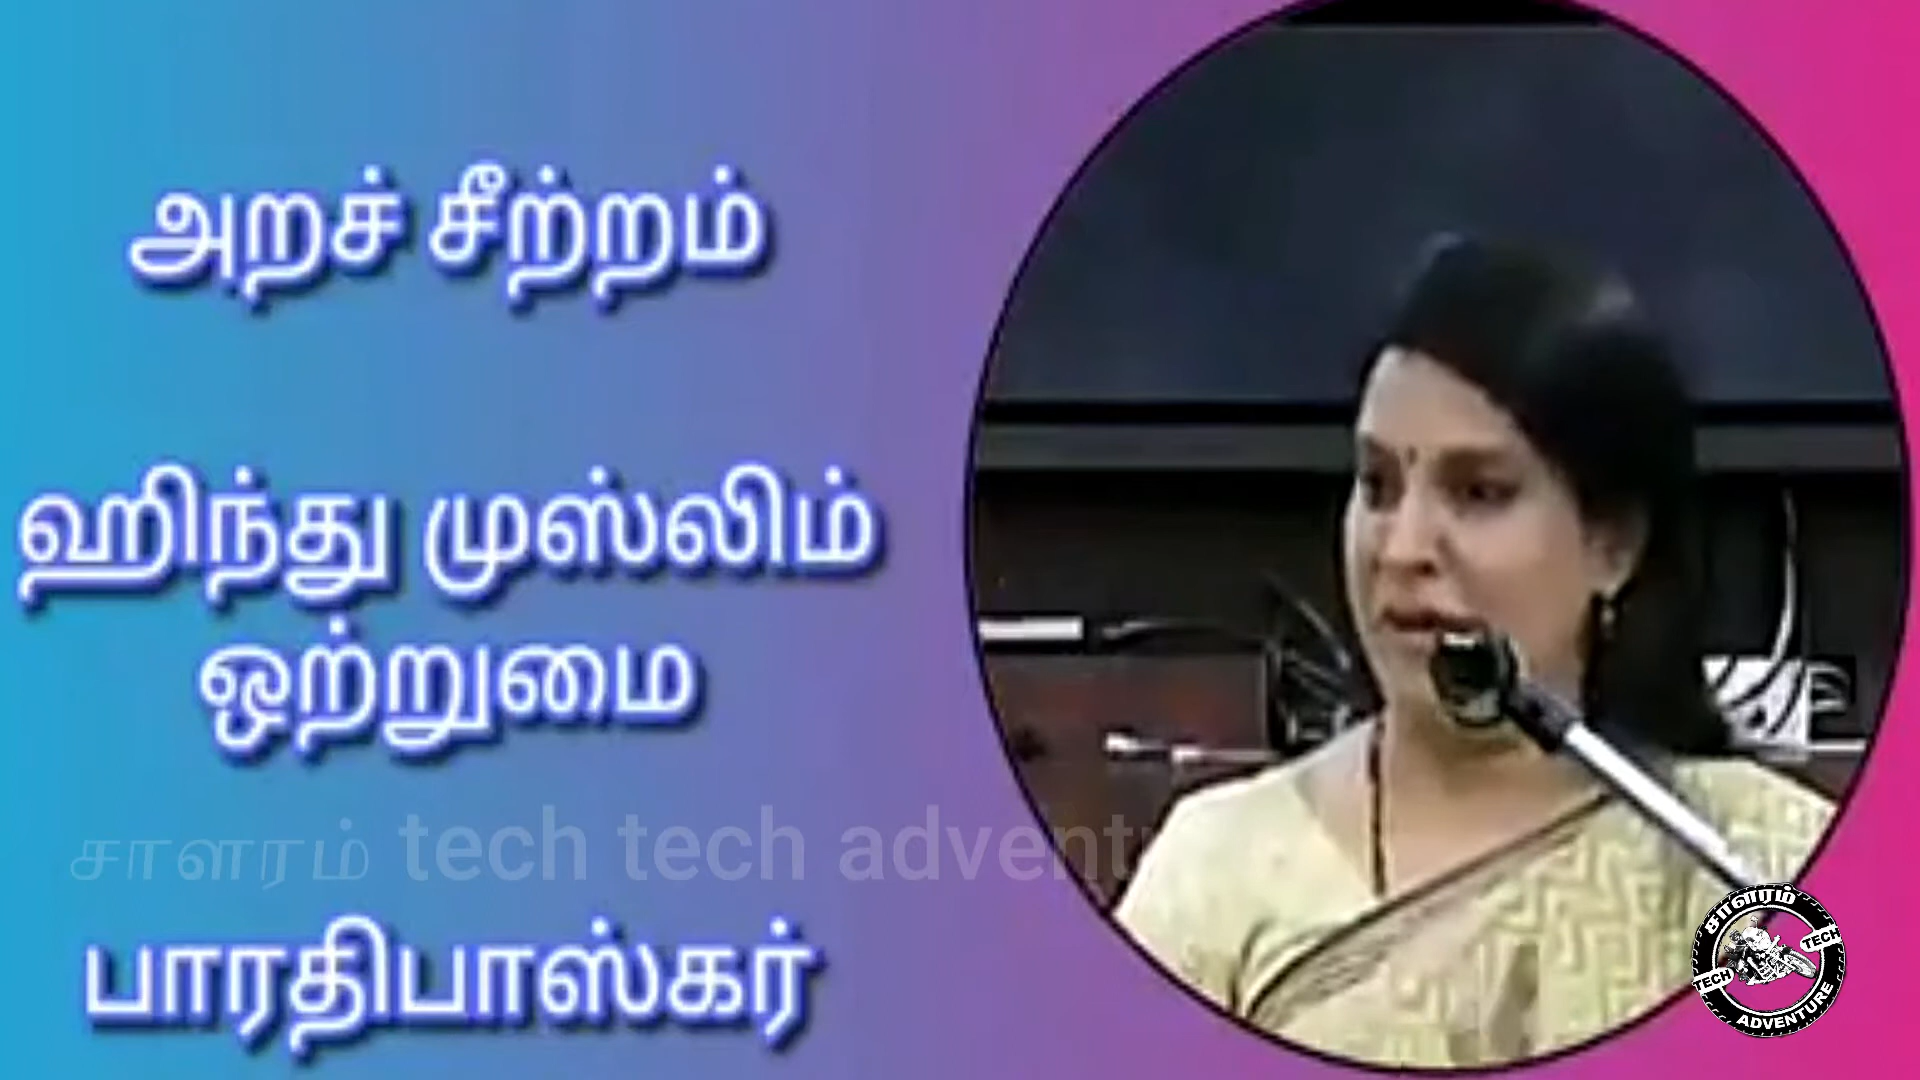 அறச் சீற்றம்
ஹிந்து முஸ்லிம்
ஒற்றுமை
சாளரம் tech tech advent
பாரதிபாஸ்கர்
சாளரம்
TECH
TECH
ADVENTURE